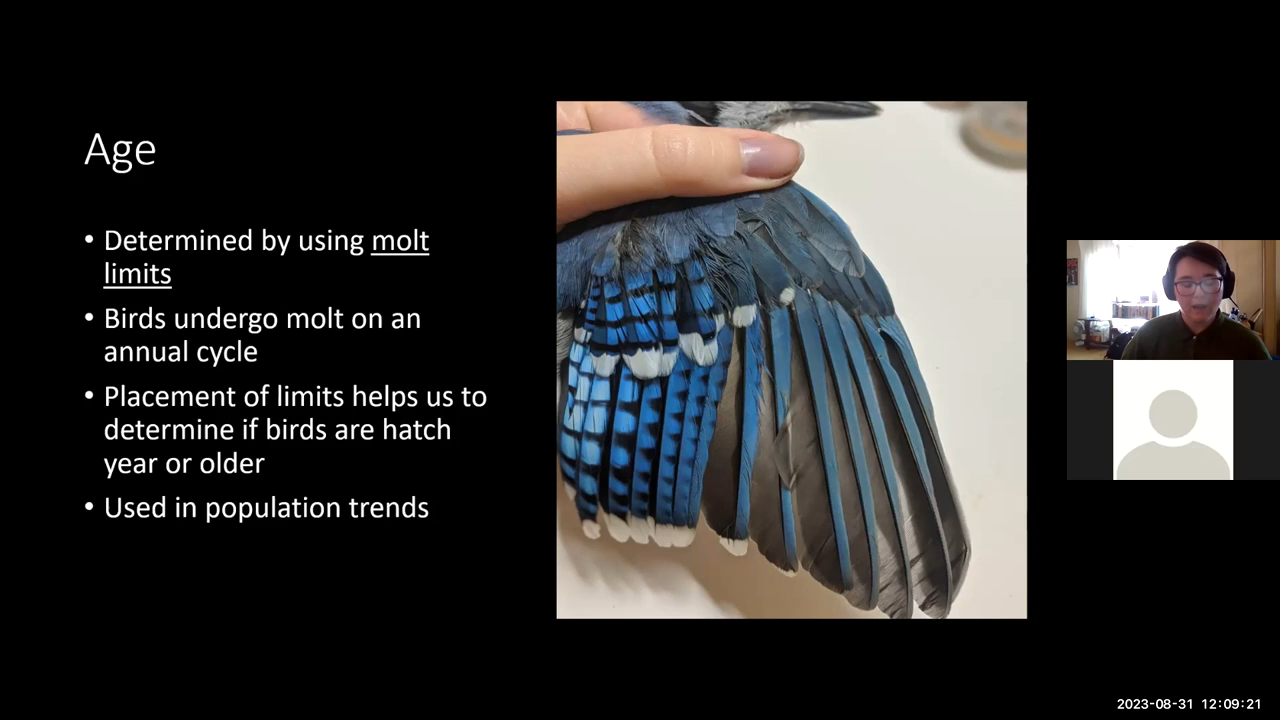 Age
• Determined by using molt
limits
• Birds undergo molt on an
annual cycle
• Placement of limits helps us to
determine if birds are hatch
year or older
• Used in population trends
2023-08-31 12:09:21